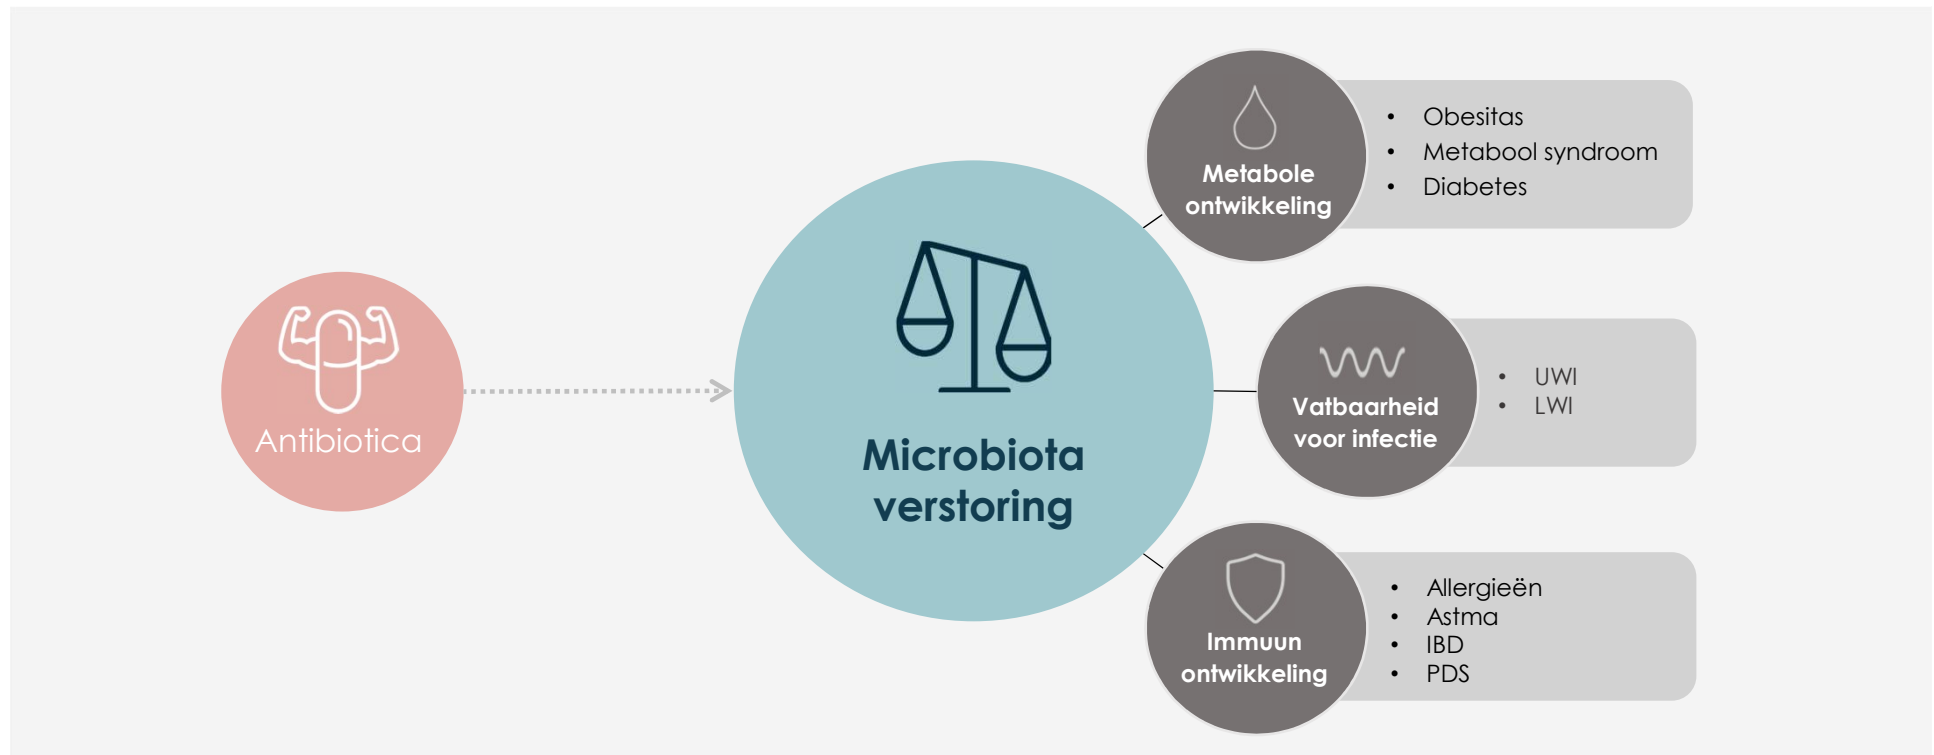 Antibiotica
Microbiota
verstoring
Metabole
ontwikkeling
• Obesitas
• Metabool syndroom
• Diabetes
Vatbaarheid
voor infectie
• UWI
• LWI
Immuun
ontwikkeling
• Allergieën
• Astma
• IBD
• PDS